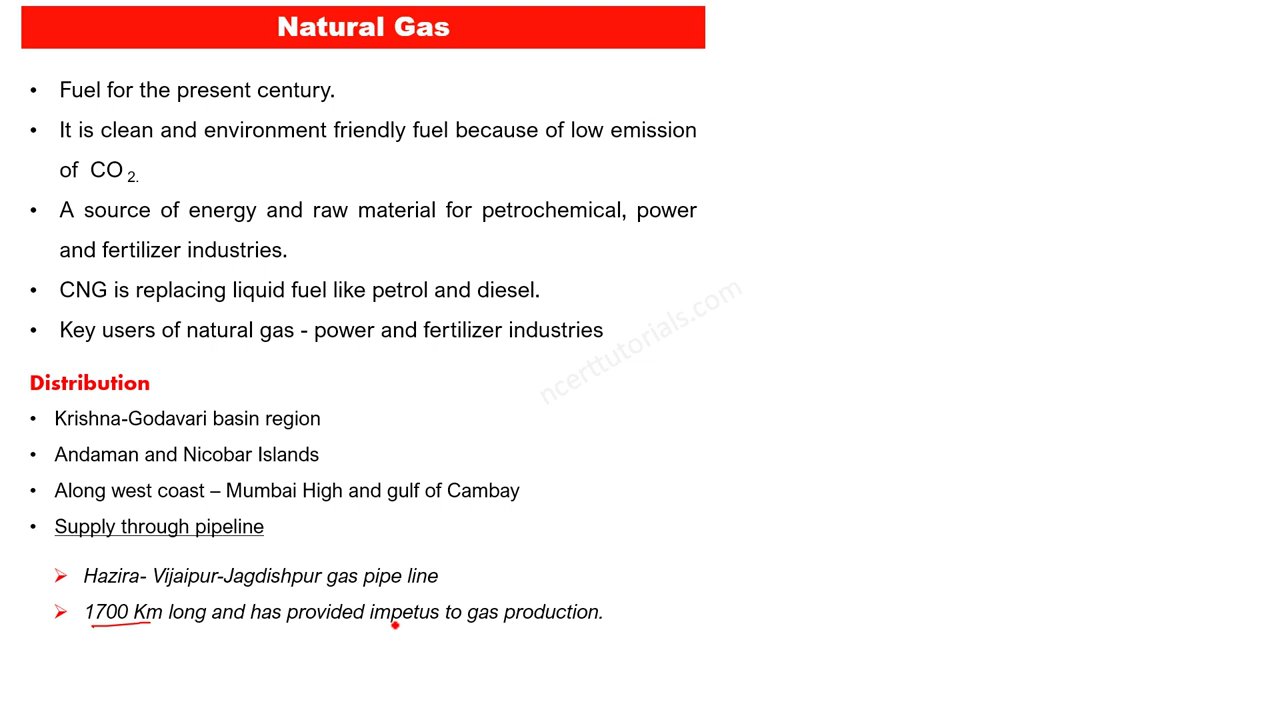 Natural Gas
• Fuel for the present century.
• It is clean and environment friendly fuel because of low emission
of CO 2.
• A source of energy and raw material for petrochemical, power
and fertilizer industries.
• CNG is replacing liquid fuel like petrol and diesel.
• Key users of natural gas - power and fertilizer industries
ncerttutorials.com
Distribution
• Krishna-Godavari basin region
• Andaman and Nicobar Islands
• Along west coast – Mumbai High and gulf of Cambay
• Supply through pipeline
➢ Hazira- Vijaipur-Jagdishpur gas pipe line
➢ 1700 Km long and has provided impetus to gas production.